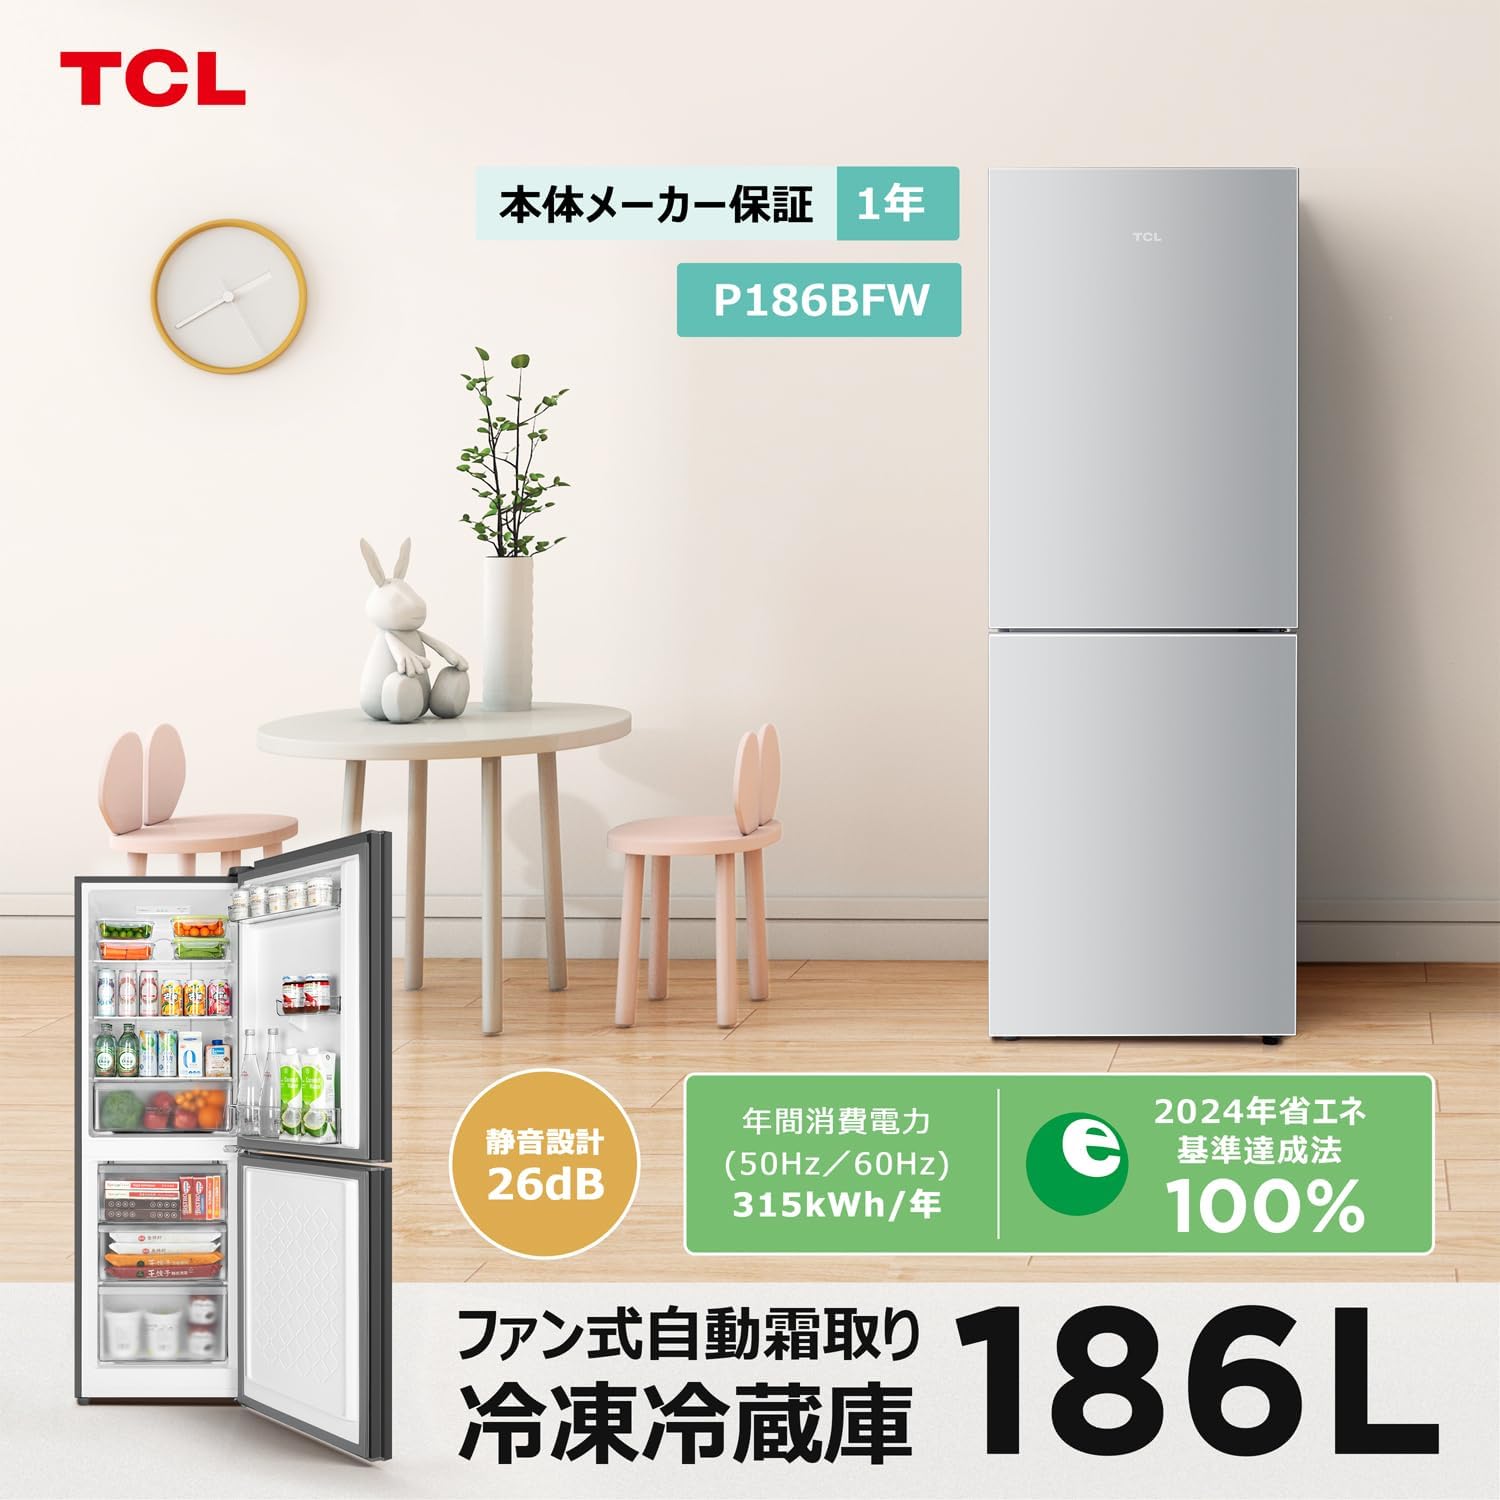 TCL
本体メーカー保証 1年
P186BFW
TCL
静音設計
26dB
年間消費電力
(50Hz／60Hz)
315kWh/年
e
2024年省エネ
基準達成法
100%
ファン式自動霜取り
冷凍冷蔵庫
186L